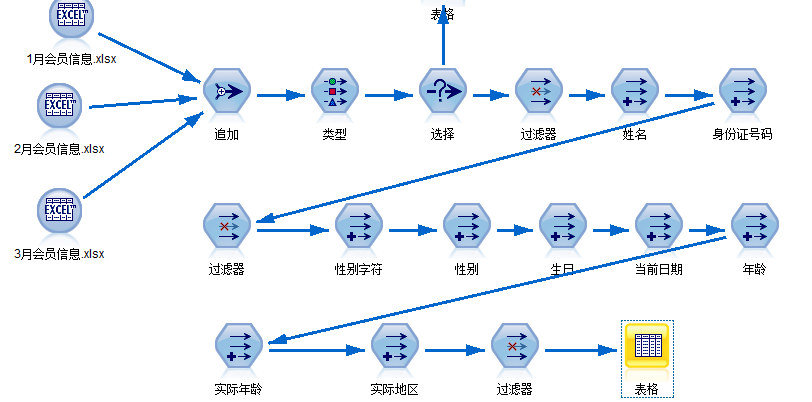 表格
EXCEL
1月会员信息.xlsx
追加
类型
选择
过滤器
姓名
身份证号码
EXCEL
2月会员信息.xlsx
EXCEL
3月会员信息.xlsx
过滤器
性别字符
性别
生日
当前日期
年龄
实际年龄
实际地区
过滤器
表格